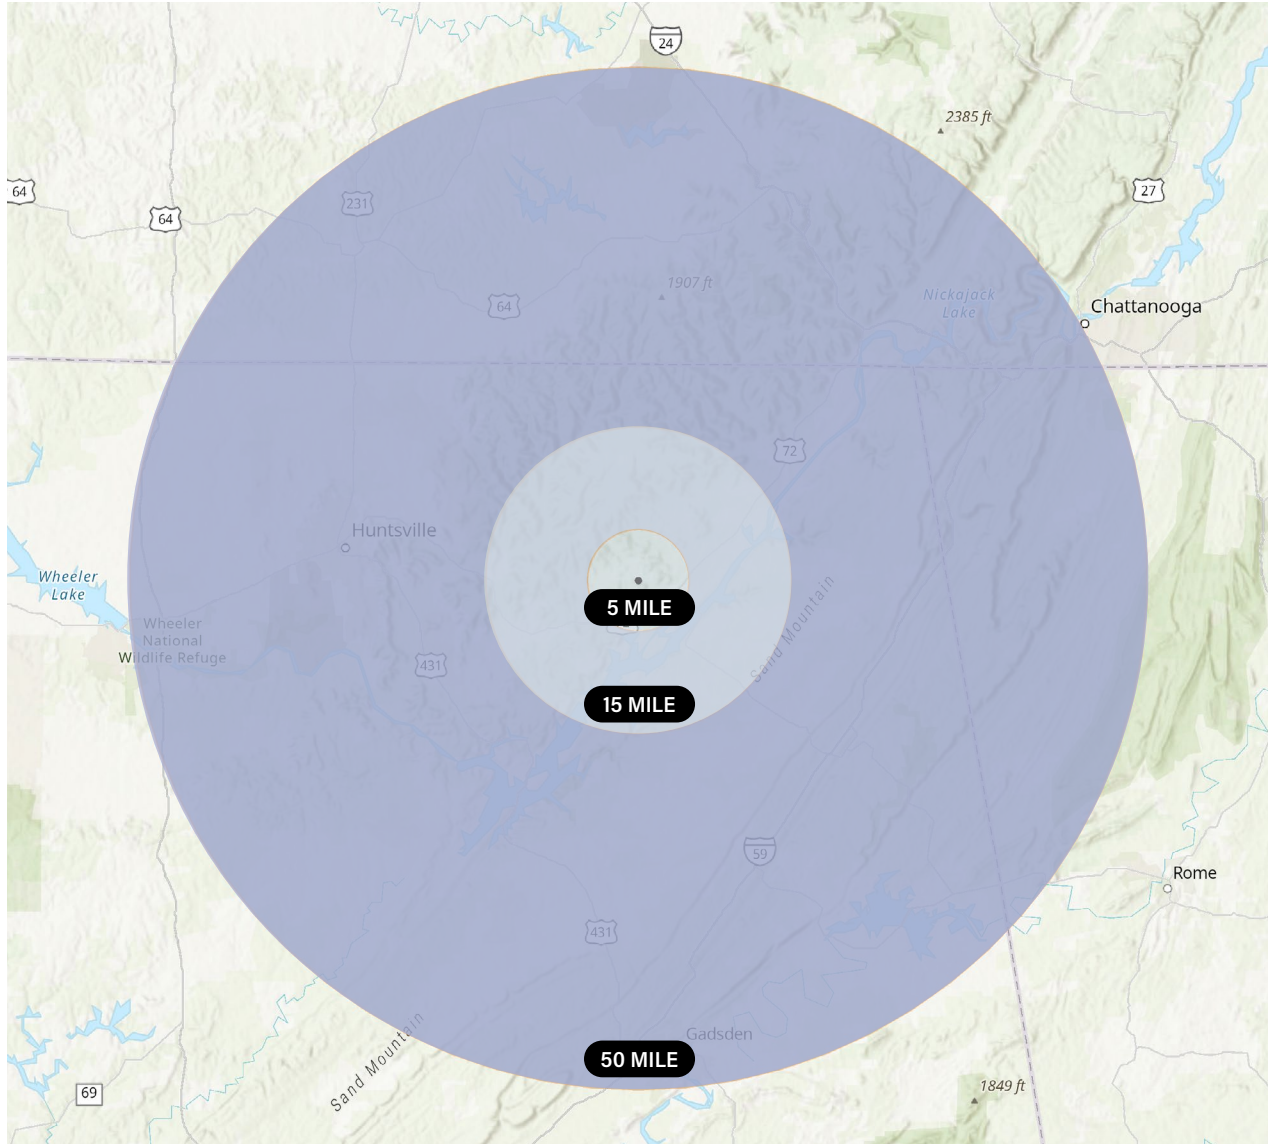 24
2385 ft
64
27
231
64
1907 ft
64
Nickajack
Lake
Chattanooga
72
Huntsville
Wheeler
Lake
5 MILE
Wheeler
National
Wildlife Refuge
Sand Mountain
431
15 MILE
59
Rome
431
Gadsden
50 MILE
Sand Mountain
69
1849 ft